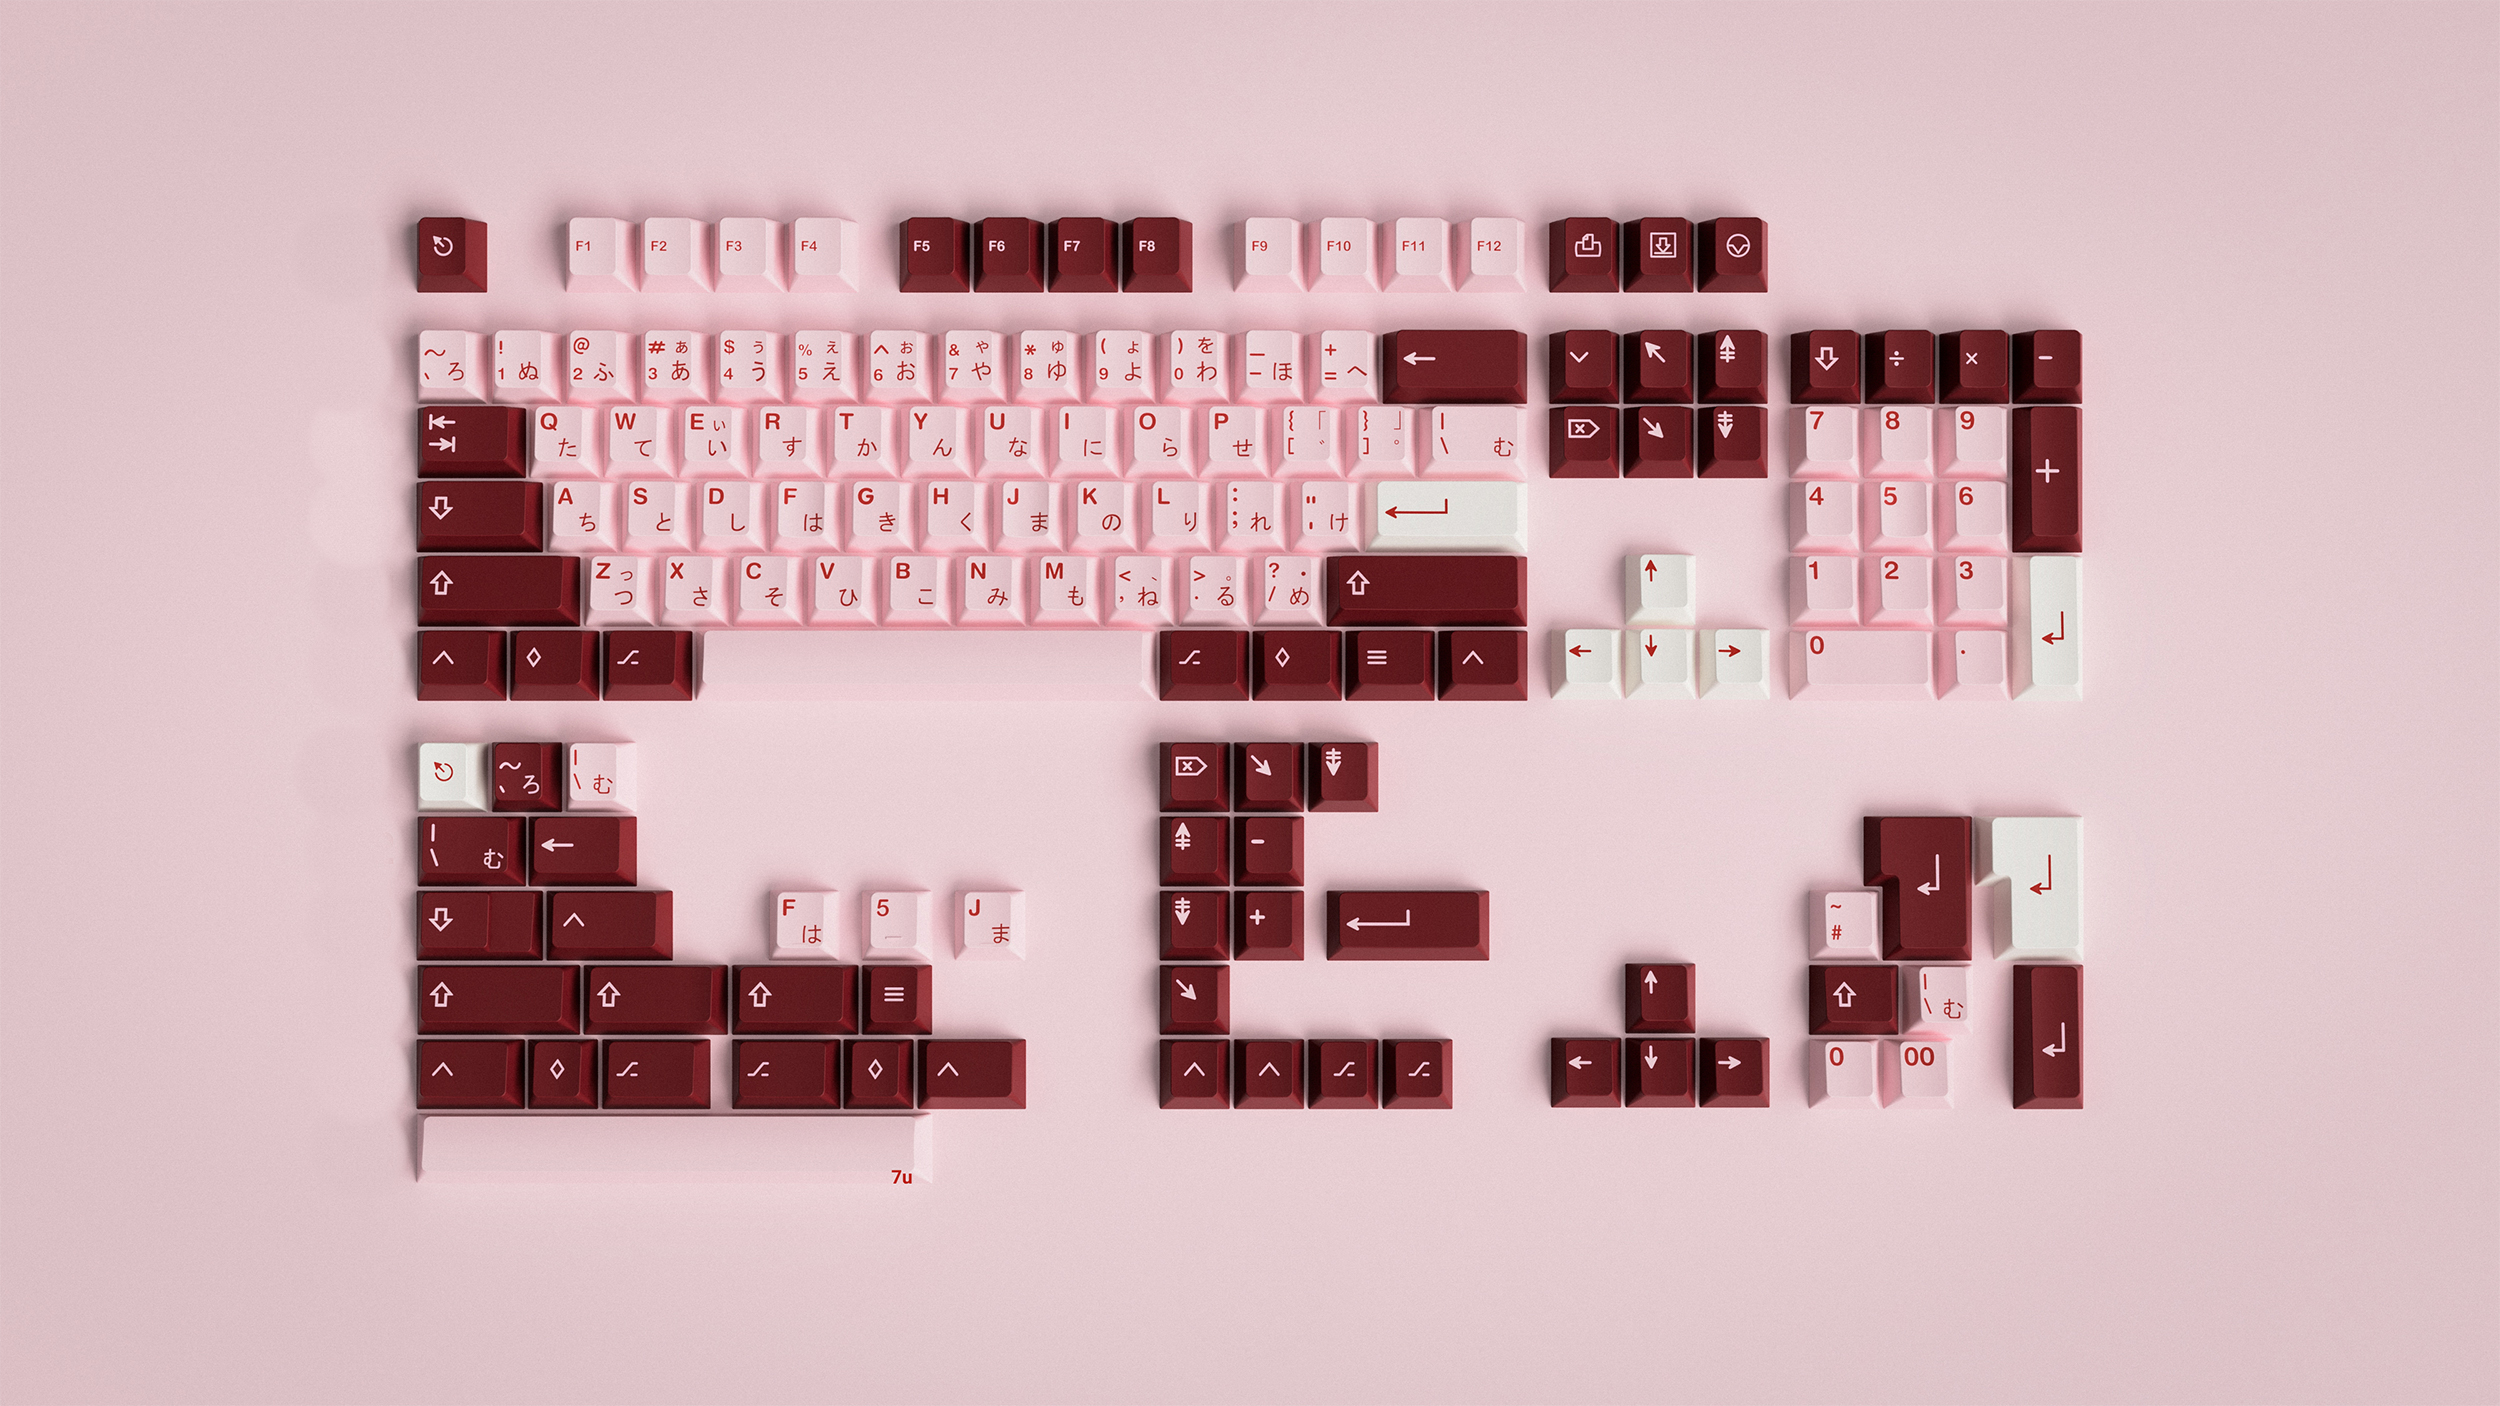 F1 F2 F3 F4 F5 F6 F7 F8 F9 F10 F11 F12
~ 、 ろ ! 1 ぬ @ 2 ふ # ぁ 3 あ $ ぅ 4 う % ぇ 5 え ^ ぉ 6 お & ゃ 7 や * ゅ 8 ゆ ( ょ 9 よ ) を 0 わ _ - ほ + = へ ← ÷ × -
Q た W て E ぃ い R す T か Y ん U な I に O ら P せ { 「 [ ゛ } 」 ] ゜ | \ む 7 8 9 +
A ち S と D し F は G き H く J ま K の L り : ; れ " ' け 4 5 6
Z っ つ X さ C そ V ひ B こ N み M も < 、 , ね > 。 . る ? ・ / め ↑ 1 2 3
← ↓ → 0 .
~ 、 ろ | \ む
| \ む ← -
F は 5 J ま + ~ #
↑ | \ む
← ↓ → 0 00
7u